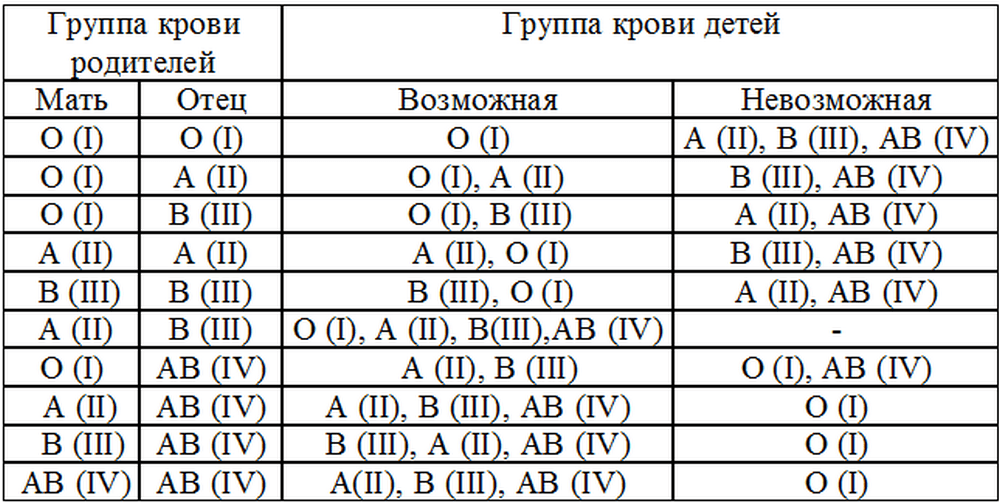 Группа крови родителей Группа крови детей
Мать Отец Возможная Невозможная
O (I) O (I) O (I) A (II), B (III), AB (IV)
O (I) A (II) O (I), A (II) B (III), AB (IV)
O (I) B (III) O (I), B (III) A (II), AB (IV)
A (II) A (II) A (II), O (I) B (III), AB (IV)
B (III) B (III) B (III), O (I) A (II), AB (IV)
A (II) B (III) O (I), A (II), B(III),AB (IV) -
O (I) AB (IV) A (II), B (III) O (I), AB (IV)
A (II) AB (IV) A (II), B (III), AB (IV) O (I)
B (III) AB (IV) B (III), A (II), AB (IV) O (I)
AB (IV) AB (IV) A(II), B (III), AB (IV) O (I)